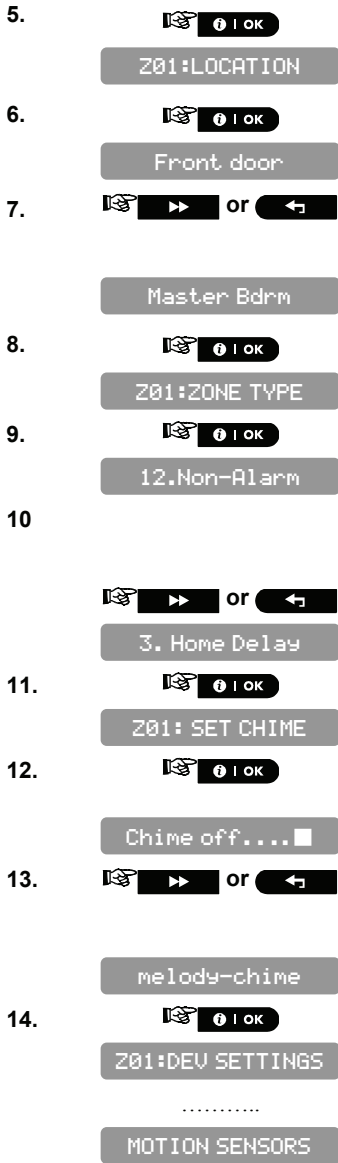 5. i | OK
Z01:LOCATION
6. i | OK
Front door
7. or
Master Bdrm
8. i | OK
Z01:ZONE TYPE
9. i | OK
12.Non-Alarm
10
or
3. Home Delay
11. i | OK
Z01: SET CHIME
12. i | OK
Chime off....■
13. or
melody-chime
14. i | OK
Z01:DEV SETTINGS
...........
MOTION SENSORS